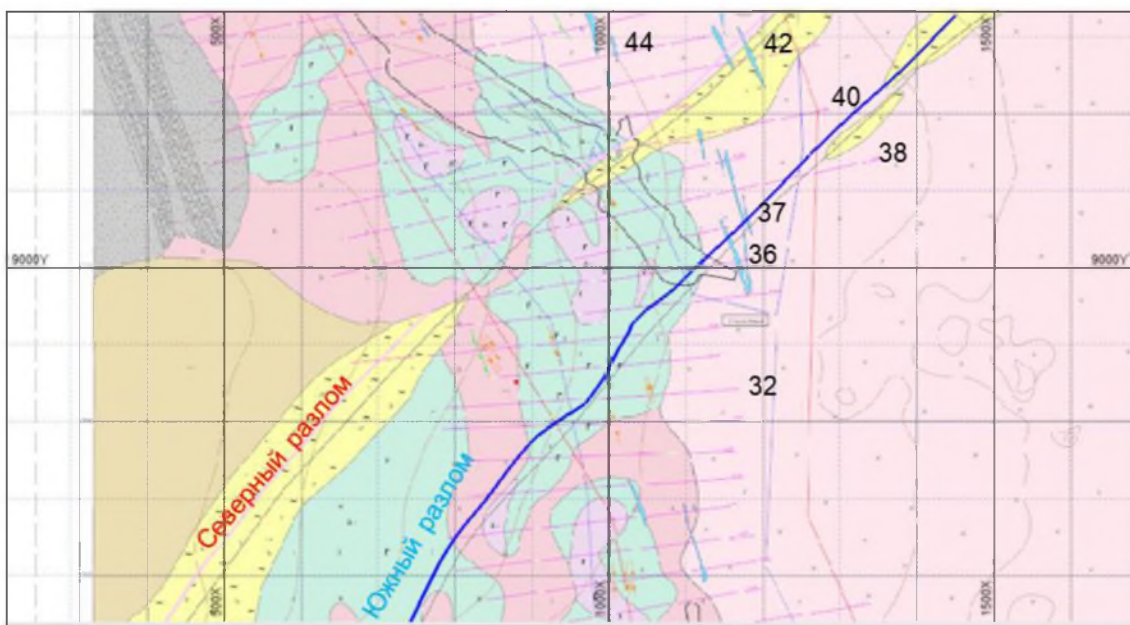 500X
1000X
1500X
44
42
40
38
37
36
9000Y
9000Y
32
Северный разлом
Южный разлом
500X
1000X
1500X